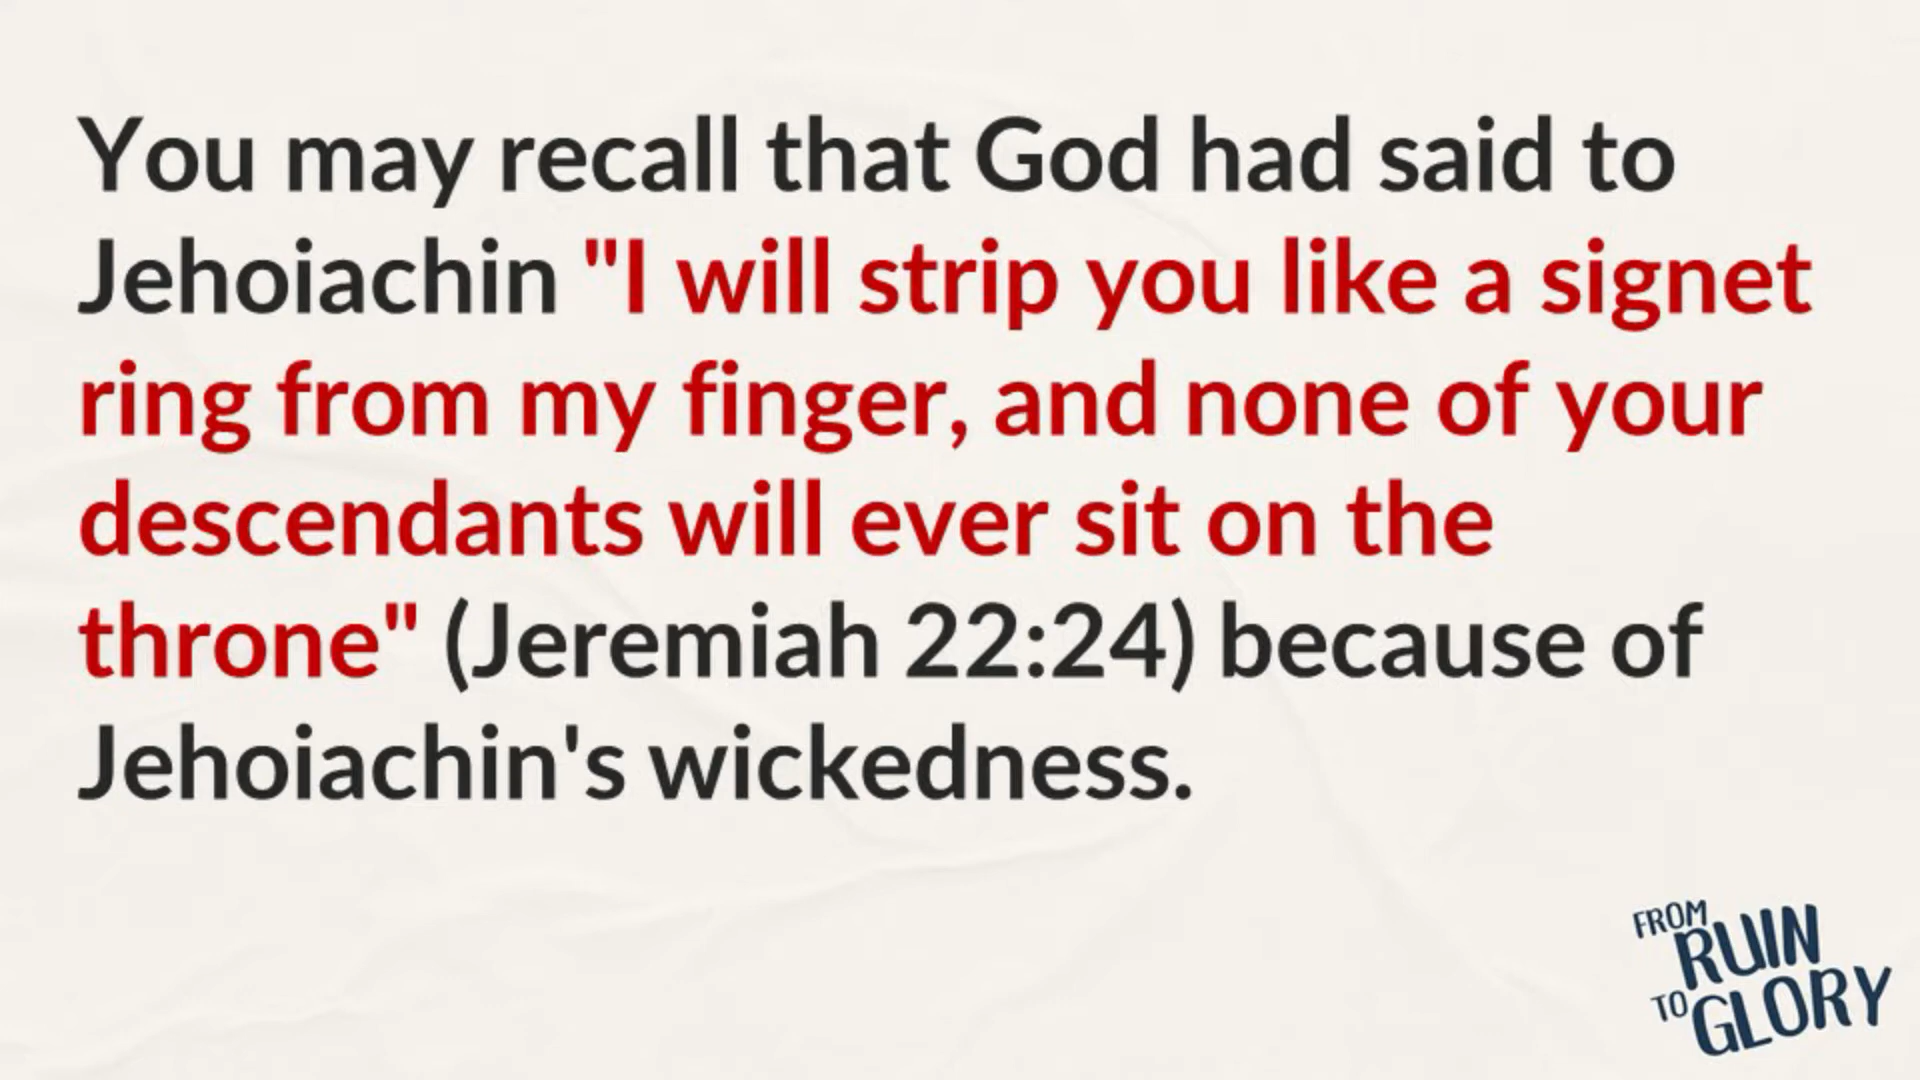 You may recall that God had said to
Jehoiachin "I will strip you like a signet
ring from my finger, and none of your
descendants will ever sit on the
throne" (Jeremiah 22:24) because of
Jehoiachin's wickedness.
FROM
RUIN
TO
GLORY